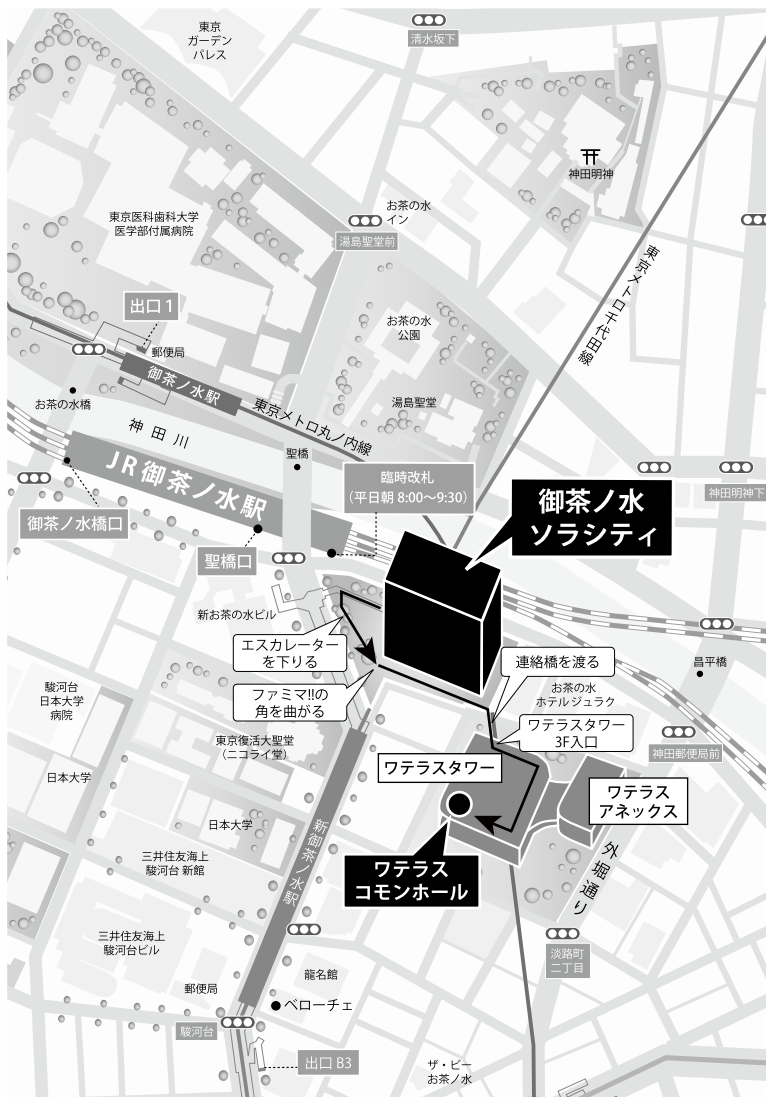 東京
ガーデン
パレス
清水坂下
神田明神
東京医科歯科大学
医学部付属病院
お茶の水
イン
湯島聖堂前
東京メトロ千代田線
出口1
お茶の水
公園
郵便局
御茶ノ水駅
お茶の水橋
湯島聖堂
東京メトロ丸ノ内線
神田川
聖橋
JR御茶ノ水駅
臨時改札
(平日朝 8:00〜9:30)
神田明神下
御茶ノ水
ソラシティ
御茶ノ水橋口
聖橋口
新お茶の水ビル
エスカレーター
を下りる
連絡橋を渡る
昌平橋
ファミマ!!の
角を曲がる
お茶の水
ホテル ジュラク
駿河台
日本大学
病院
ワテラスタワー
3F入口
東京復活大聖堂
(ニコライ堂)
神田郵便局前
ワテラスタワー
日本大学
ワテラス
アネックス
日本大学
新御茶ノ水駅
三井住友海上
駿河台 新館
ワテラス
コモンホール
外堀通り
三井住友海上
駿河台ビル
淡路町
二丁目
龍名館
郵便局
ベローチェ
駿河台
出口 B3
ザ・ビー
お茶ノ水